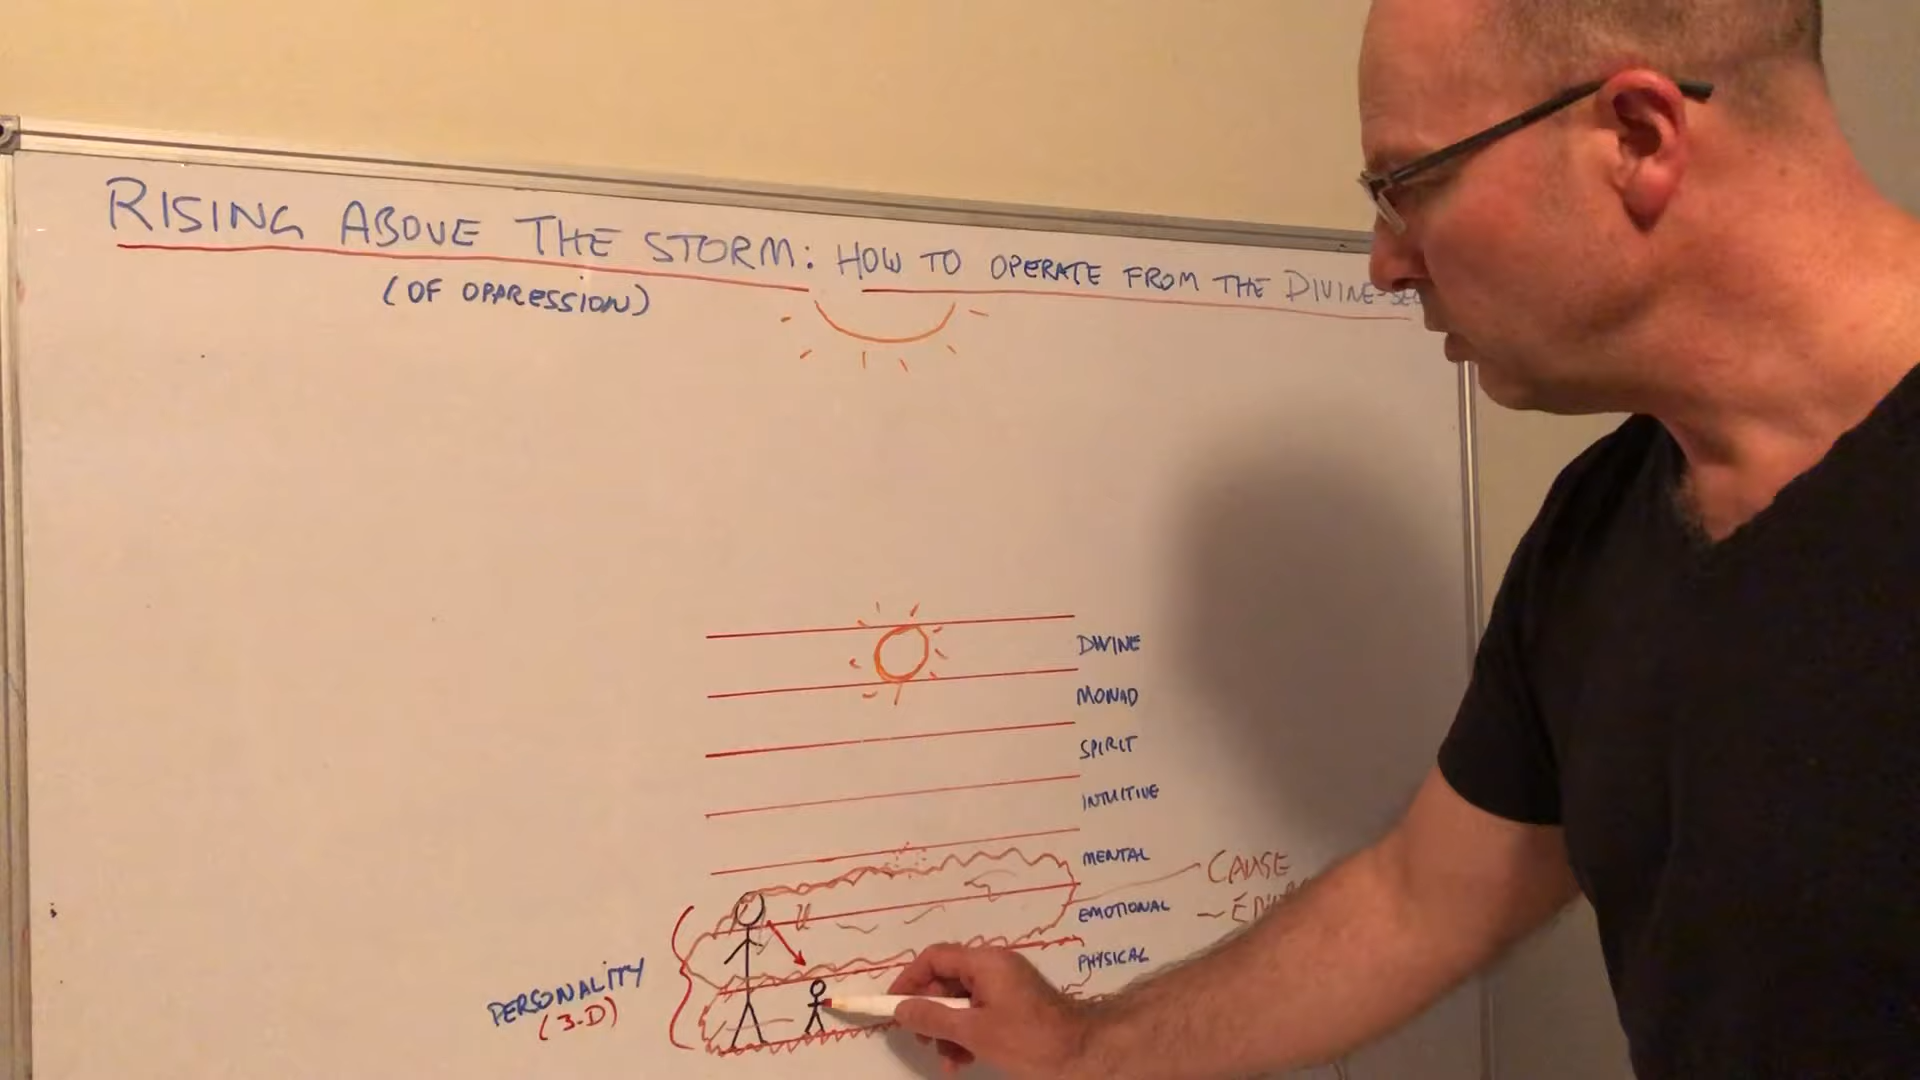 RISING ABOVE THE STORM: HOW TO OPERATE FROM THE DIVINE-
(OF OPPRESSION)
DIVINE
MONAD
SPIRIT
INTUITIVE
MENTAL
CAUSE
EMOTIONAL
PHYSICAL
PERSONALITY
(3-D)